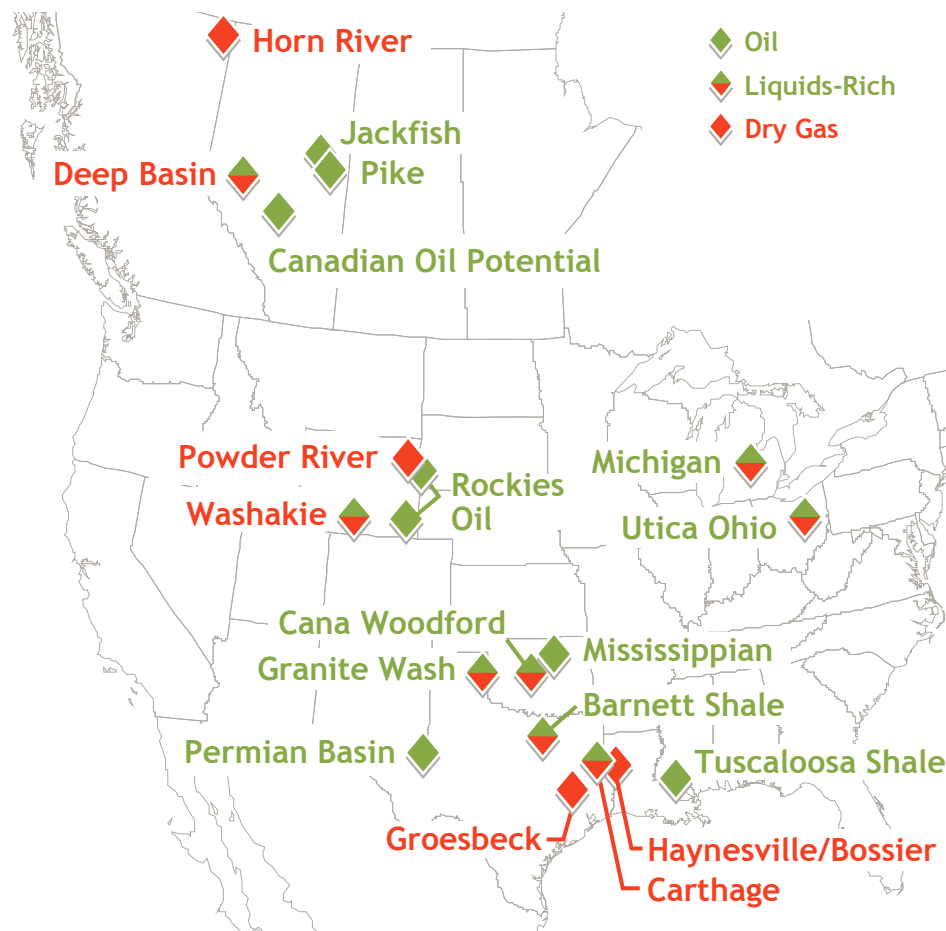 Horn River
Oil
Liquids-Rich
Dry Gas
Jackfish
Deep Basin
Pike
Canadian Oil Potential
Powder River
Michigan
Rockies
Oil
Washakie
Utica Ohio
Cana Woodford
Mississippian
Granite Wash
Barnett Shale
Permian Basin
Tuscaloosa Shale
Groesbeck
Haynesville/Bossier
Carthage